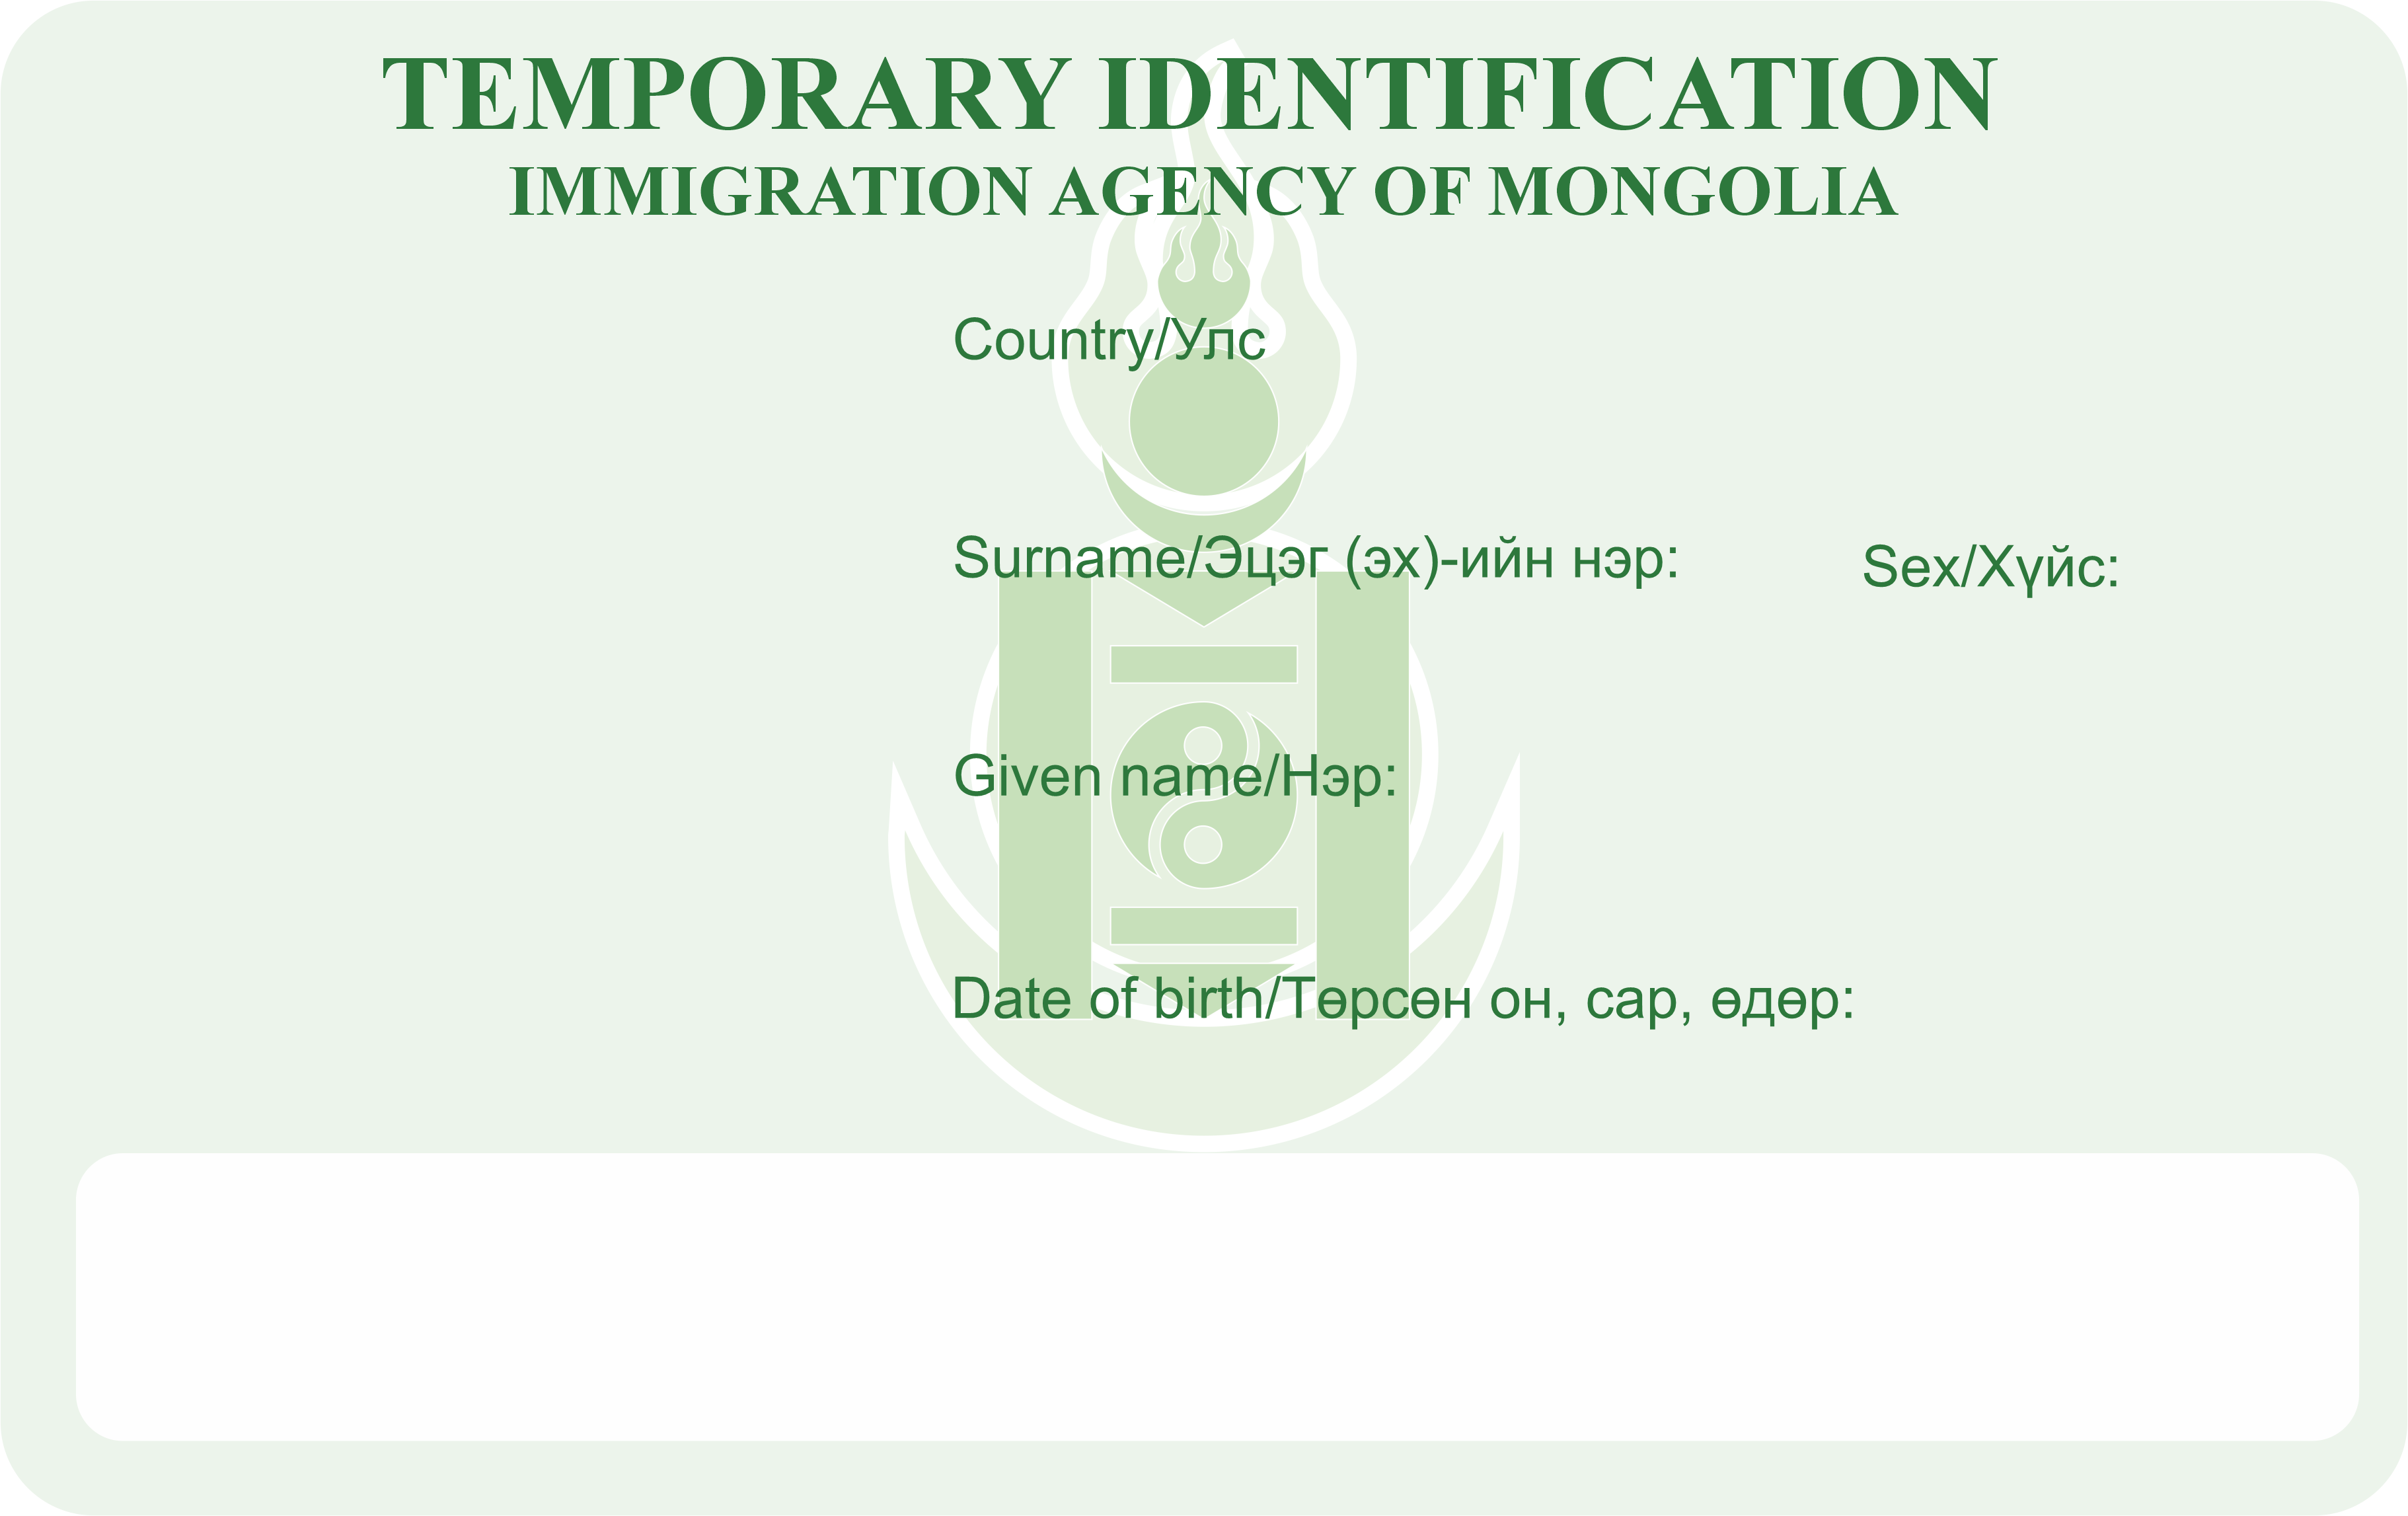 TEMPORARY IDENTIFICATION
IMMIGRATION AGENCY OF MONGOLIA
Country/Улс
Surname/Эцэг (эх)-ийн нэр:
Sex/Хүйс:
Given name/Нэр:
Date of birth/Төрсөн он, сар, өдөр: